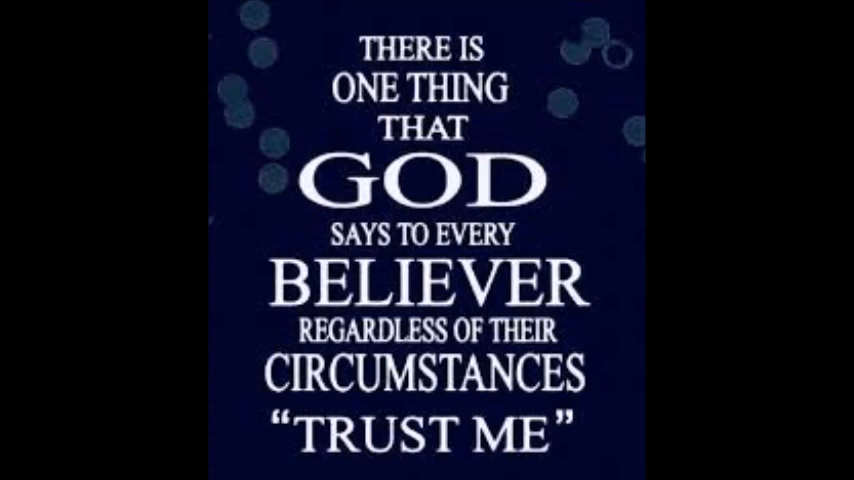 THERE IS
ONE THING
THAT
GOD
SAYS TO EVERY
BELIEVER
REGARDLESS OF THEIR
CIRCUMSTANCES
“TRUST ME”